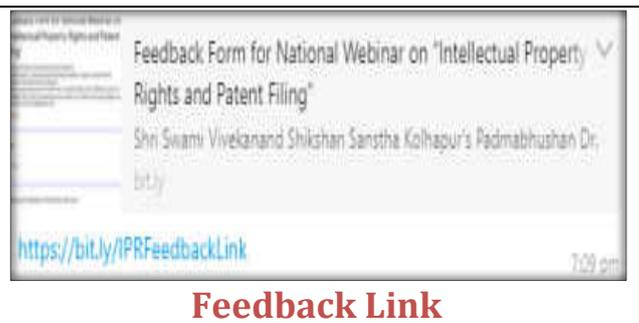 Feedback Form for National Webinar on "Intellectual Property
Rights and Patent Filing"
Shri Swami Vivekanand Shikshan Sanstha Kolhapur's Padmabhushan Dr.
bit.ly
https://bit.ly/IPRFeedbackLink
7:09 pm
Feedback Link